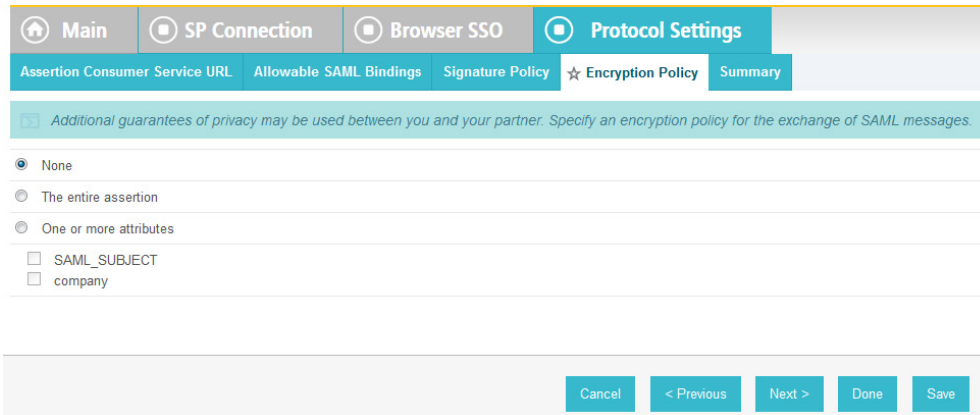 Main SP Connection Browser SSO Protocol Settings
Assertion Consumer Service URL Allowable SAML Bindings Signature Policy Encryption Policy Summary
Additional guarantees of privacy may be used between you and your partner. Specify an encryption policy for the exchange of SAML messages.
None
The entire assertion
One or more attributes
SAML_SUBJECT
company
Cancel < Previous Next > Done Save